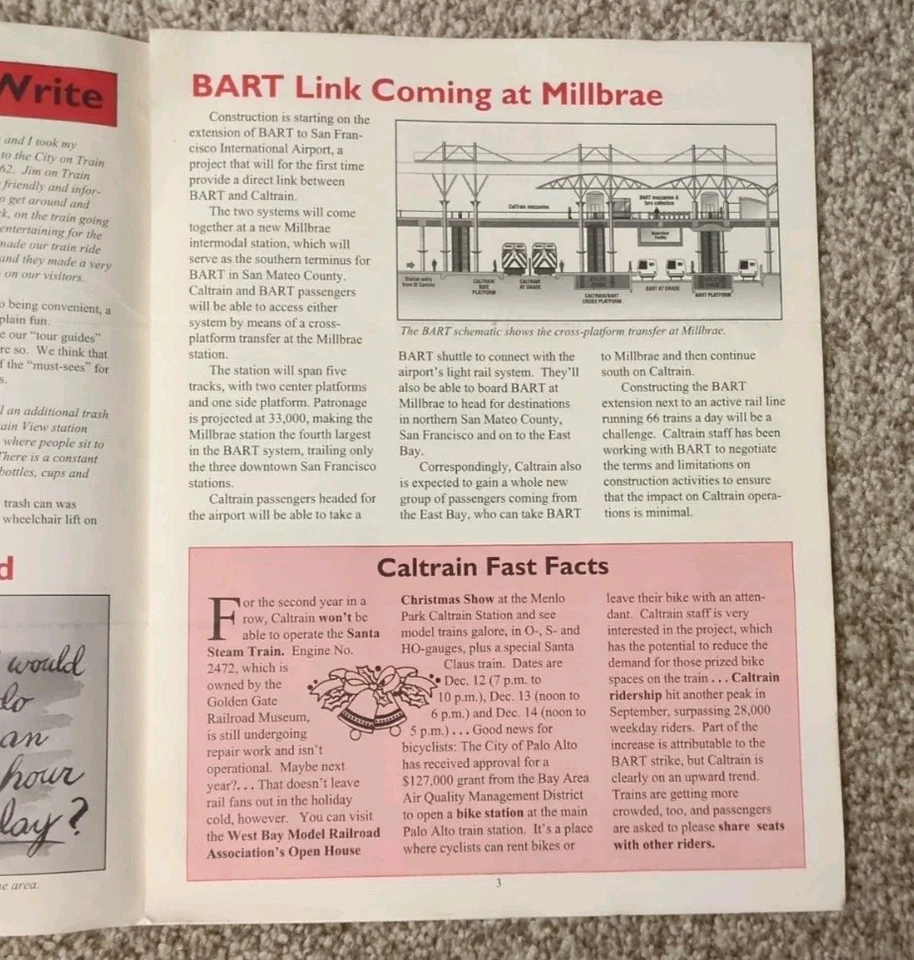 Write
and I took my
to the City on Train
62. Jim on Train
friendly and infor-
o get around and
k, on the train going
entertaining for the
made our train ride
and they made a very
on our visitors.
o being convenient, a
plain fun.
e our "tour guides"
re so. We think that
f the "must-sees" for
s.
l an additional trash
ain View station
where people sit to
There is a constant
bottles, cups and
trash can was
wheelchair lift on
d
would
do
an
hour
lay?
e area.
BART Link Coming at Millbrae
Construction is starting on the
extension of BART to San Fran-
cisco International Airport, a
project that will for the first time
provide a direct link between
BART and Caltrain.
The two systems will come
together at a new Millbrae
intermodal station, which will
serve as the southern terminus for
BART in San Mateo County.
Caltrain and BART passengers
will be able to access either
system by means of a cross-
platform transfer at the Millbrae
station.
The station will span five
tracks, with two center platforms
and one side platform. Patronage
is projected at 33,000, making the
Millbrae station the fourth largest
in the BART system, trailing only
the three downtown San Francisco
stations.
Caltrain passengers headed for
the airport will be able to take a
CalTrain mezzanine
BART mezzanine &
fare collection
Station entry
from El Camino
CALTRAIN
SIDE
PLATFORM
CALTRAIN
AT GRADE
CALTRAIN/BART
CROSS PLATFORM
BART AT GRADE
BART PLATFORM
The BART schematic shows the cross-platform transfer at Millbrae.
BART shuttle to connect with the
airport's light rail system. They'll
also be able to board BART at
Millbrae to head for destinations
in northern San Mateo County,
San Francisco and on to the East
Bay.
Correspondingly, Caltrain also
is expected to gain a whole new
group of passengers coming from
the East Bay, who can take BART
to Millbrae and then continue
south on Caltrain.
Constructing the BART
extension next to an active rail line
running 66 trains a day will be a
challenge. Caltrain staff has been
working with BART to negotiate
the terms and limitations on
construction activities to ensure
that the impact on Caltrain opera-
tions is minimal.
Caltrain Fast Facts
For the second year in a
row, Caltrain won't be
able to operate the Santa
Steam Train. Engine No.
2472, which is
owned by the
Golden Gate
Railroad Museum,
is still undergoing
repair work and isn't
operational. Maybe next
year?. . . That doesn't leave
rail fans out in the holiday
cold, however. You can visit
the West Bay Model Railroad
Association's Open House
Christmas Show at the Menlo
Park Caltrain Station and see
model trains galore, in O-, S- and
HO-gauges, plus a special Santa
Claus train. Dates are
Dec. 12 (7 p.m. to
10 p.m.), Dec. 13 (noon to
6 p.m.) and Dec. 14 (noon to
5 p.m.) . . . Good news for
bicyclists: The City of Palo Alto
has received approval for a
$127,000 grant from the Bay Area
Air Quality Management District
to open a bike station at the main
Palo Alto train station. It's a place
where cyclists can rent bikes or
leave their bike with an atten-
dant. Caltrain staff is very
interested in the project, which
has the potential to reduce the
demand for those prized bike
spaces on the train . . . Caltrain
ridership hit another peak in
September, surpassing 28,000
weekday riders. Part of the
increase is attributable to the
BART strike, but Caltrain is
clearly on an upward trend.
Trains are getting more
crowded, too, and passengers
are asked to please share seats
with other riders.
3